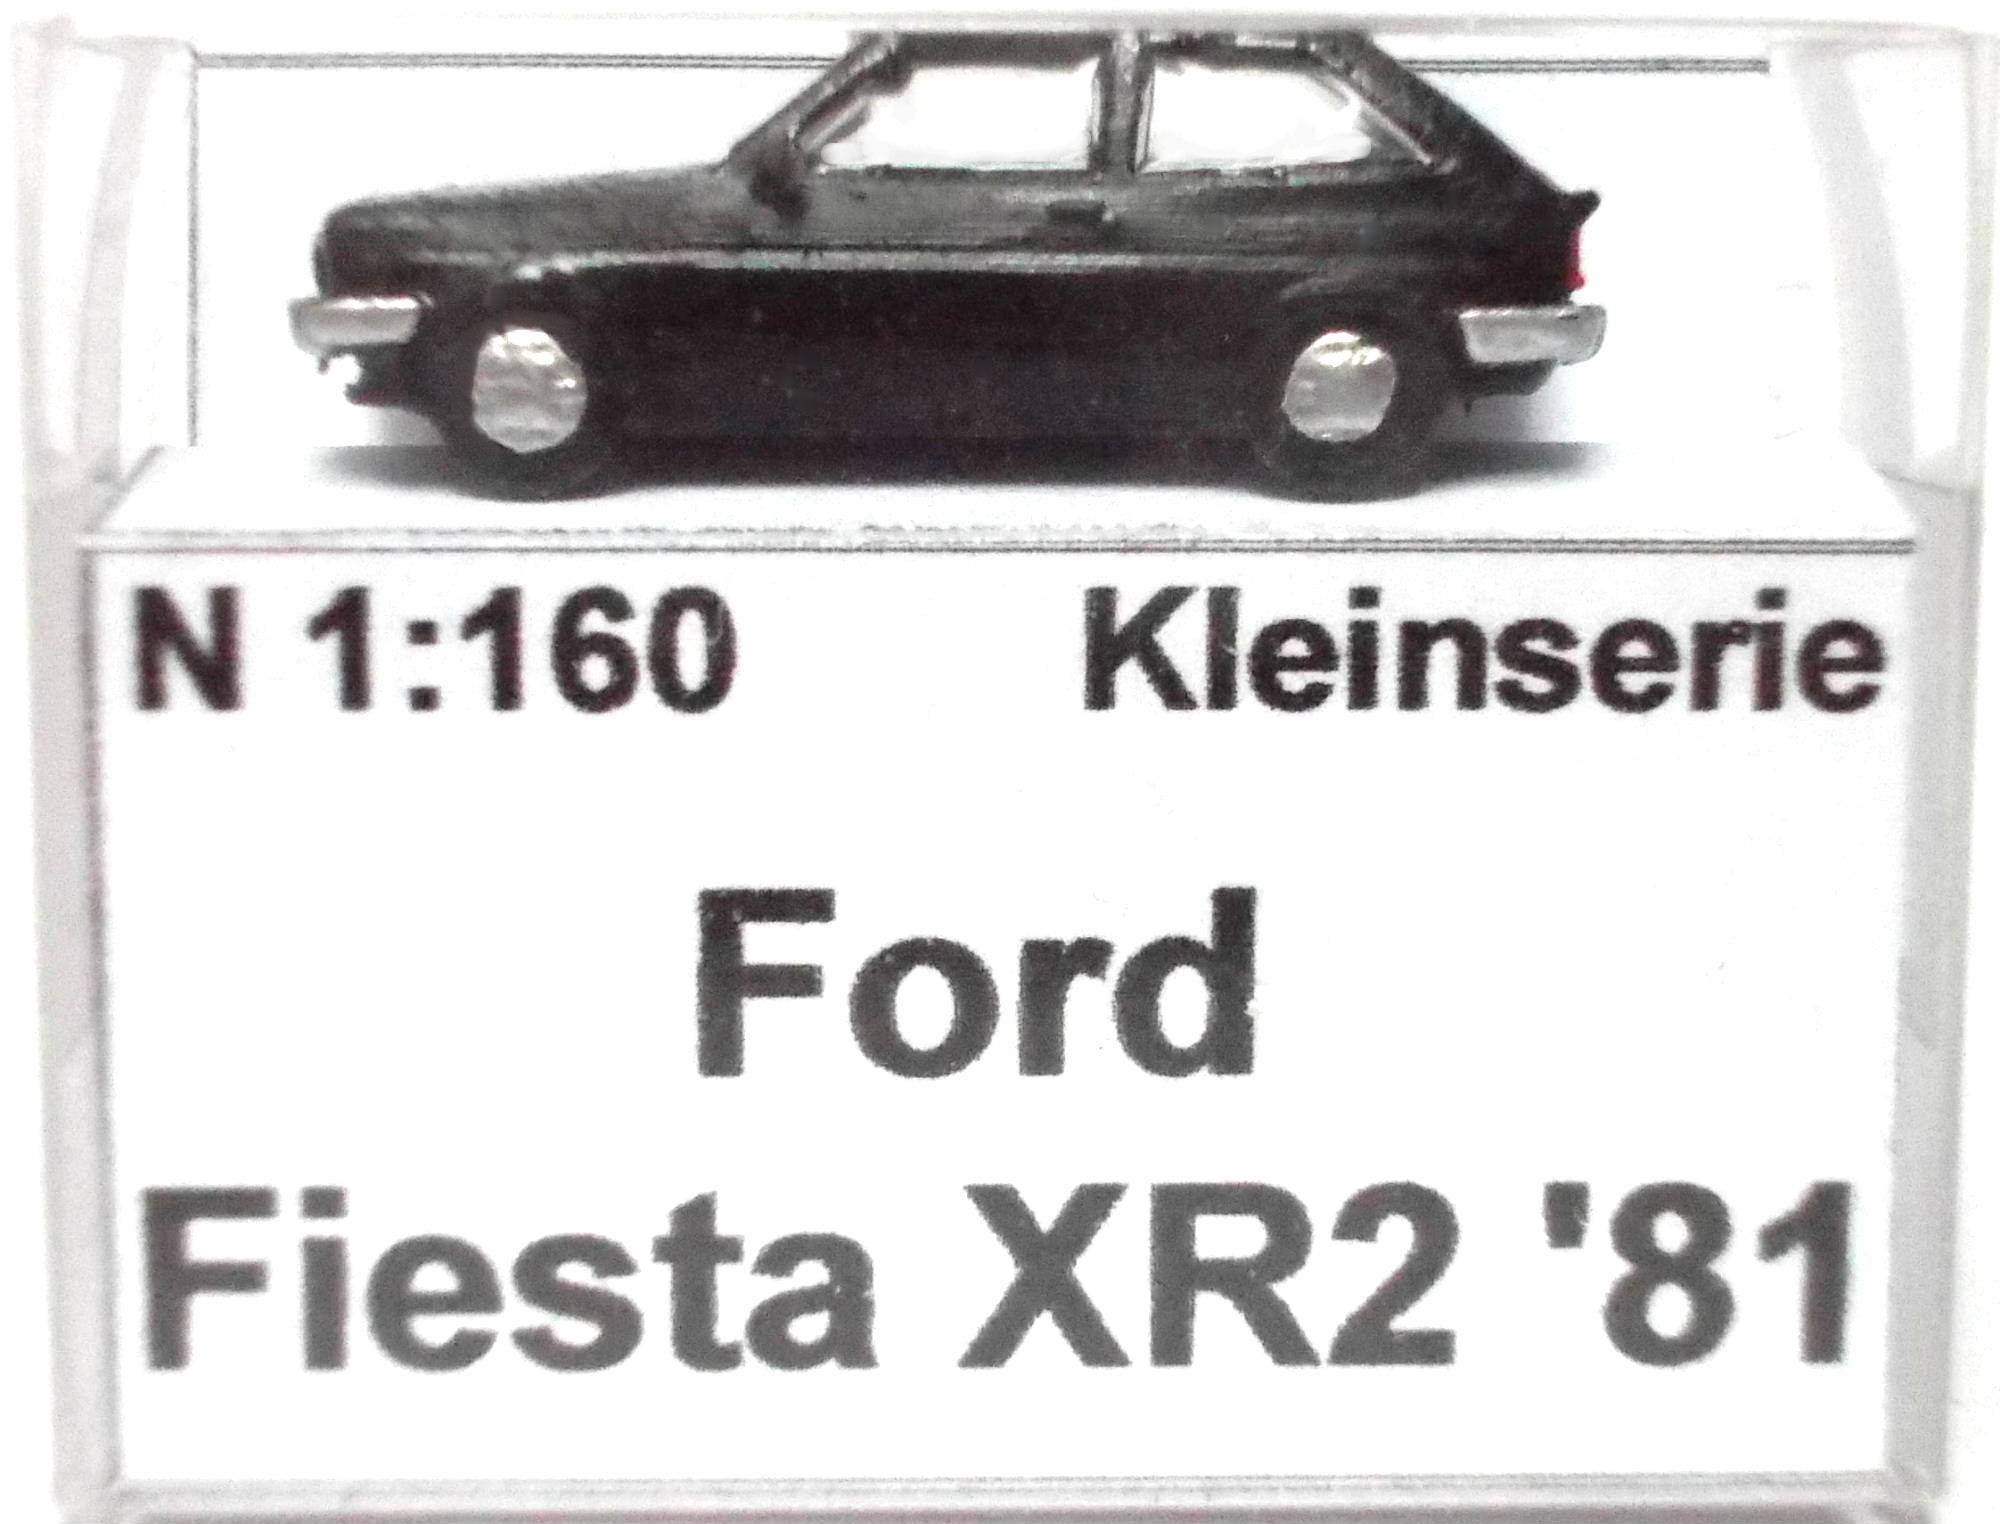 N 1:160 Kleinserie
Ford
Fiesta XR2 '81